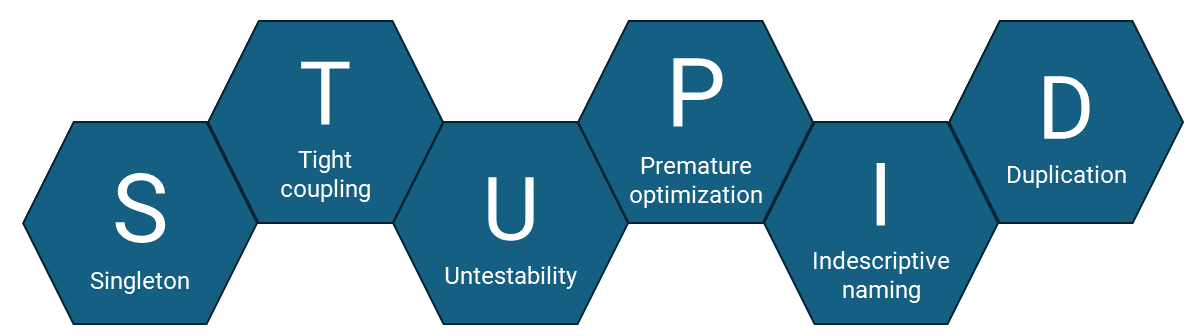 S
Singleton
T
Tight
coupling
U
Untestability
P
Premature
optimization
I
Indescriptive
naming
D
Duplication